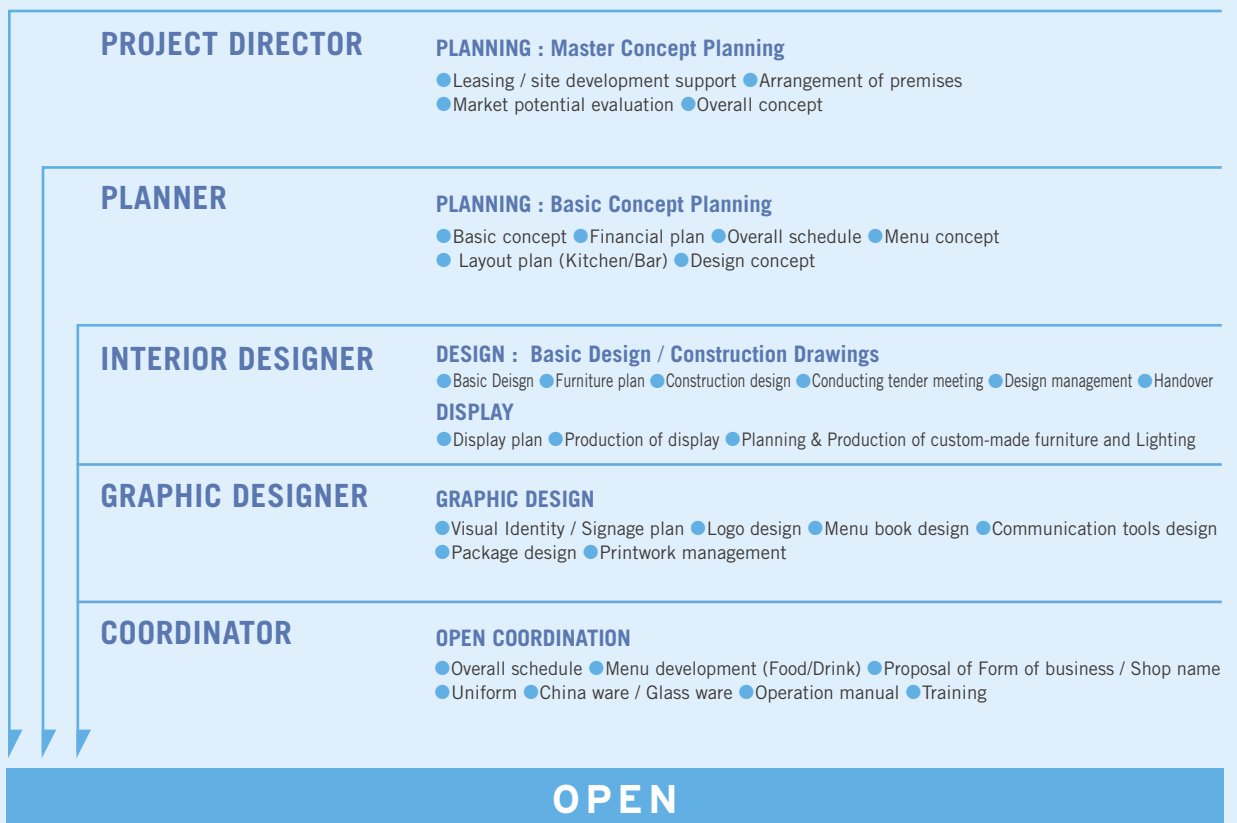 PROJECT DIRECTOR
PLANNING : Master Concept Planning
●Leasing / site development support ●Arrangement of premises
●Market potential evaluation ●Overall concept
PLANNER
PLANNING : Basic Concept Planning
●Basic concept ●Financial plan ●Overall schedule ●Menu concept
● Layout plan (Kitchen/Bar) ●Design concept
INTERIOR DESIGNER
DESIGN : Basic Design / Construction Drawings
●Basic Deisgn ●Furniture plan ●Construction design ●Conducting tender meeting ●Design management ●Handover
DISPLAY
●Display plan ●Production of display ●Planning & Production of custom-made furniture and Lighting
GRAPHIC DESIGNER
GRAPHIC DESIGN
●Visual Identity / Signage plan ●Logo design ●Menu book design ●Communication tools design
●Package design ●Printwork management
COORDINATOR
OPEN COORDINATION
●Overall schedule ●Menu development (Food/Drink) ●Proposal of Form of business / Shop name
●Uniform ●China ware / Glass ware ●Operation manual ●Training
OPEN